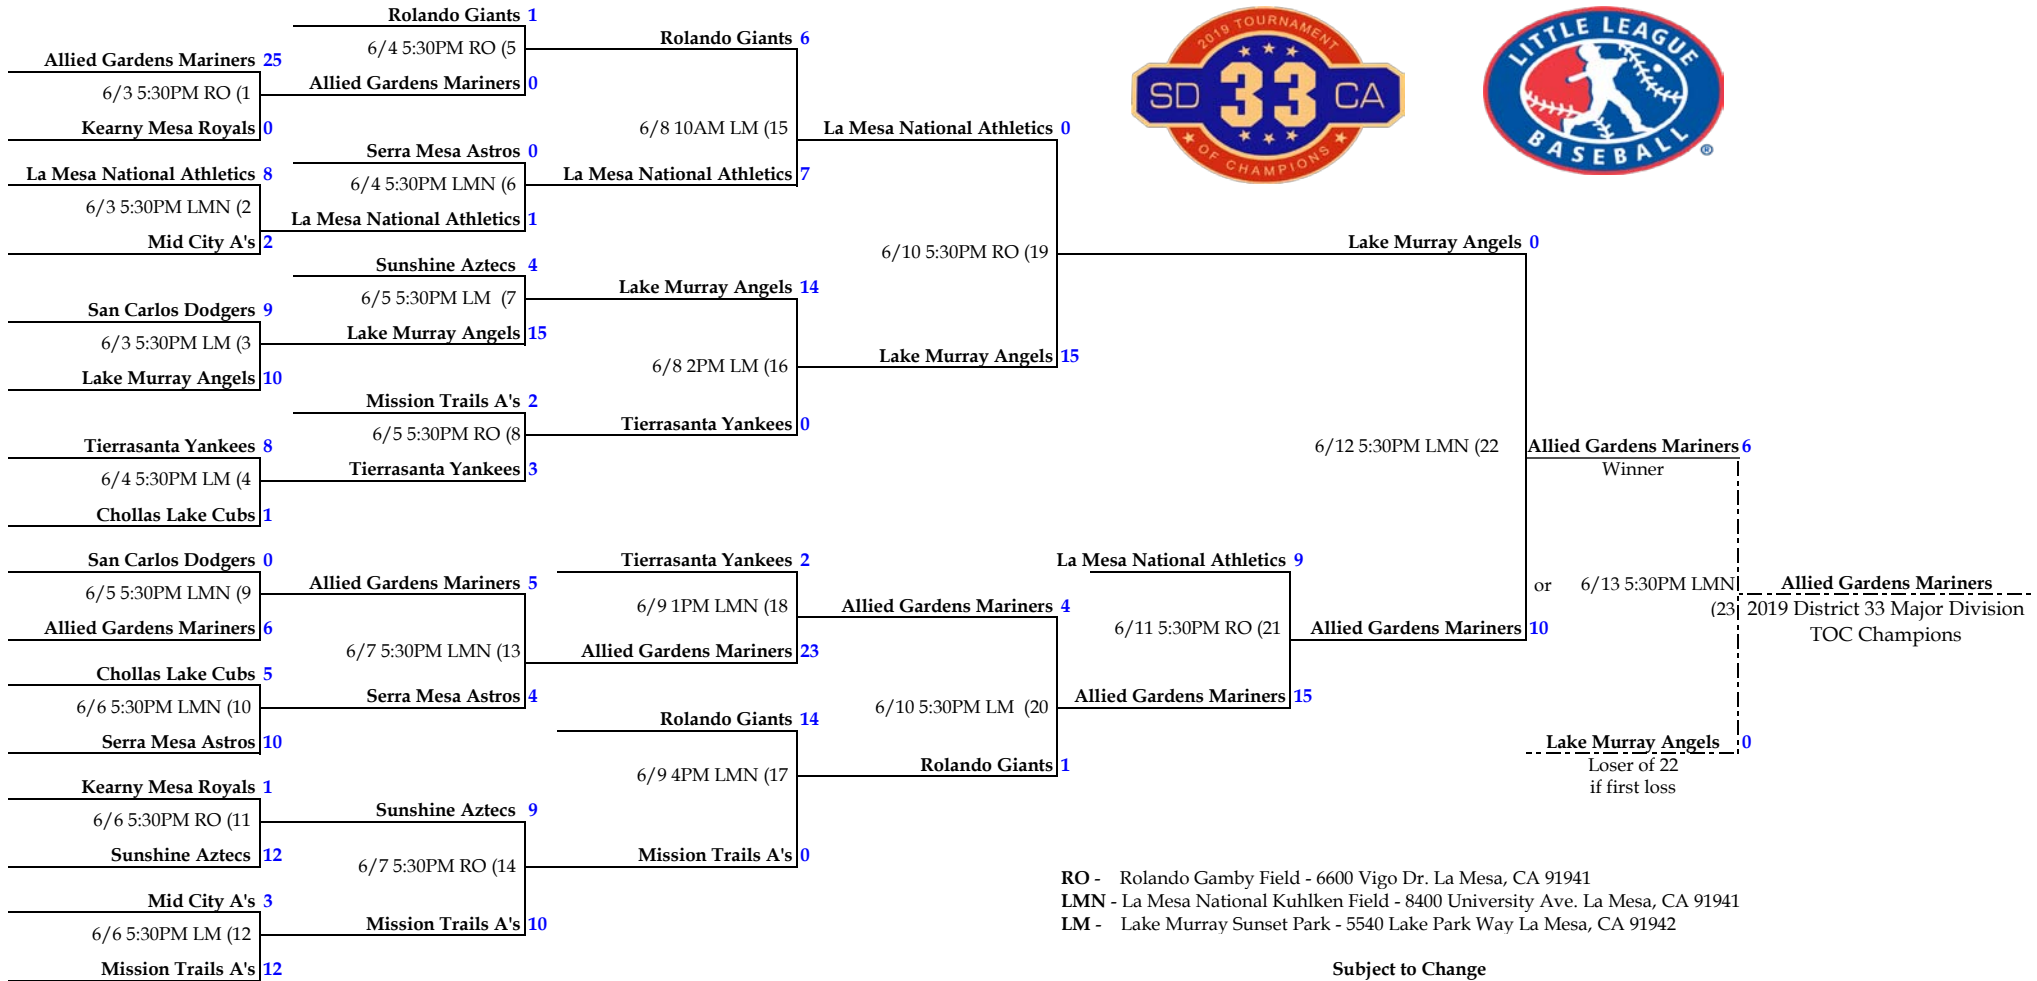 Rolando Giants 1
6/4 5:30PM RO (5
Allied Gardens Mariners 0
Allied Gardens Mariners 25
6/3 5:30PM RO (1
Kearny Mesa Royals 0
La Mesa National Athletics 8
6/3 5:30PM LMN (2
Mid City A's 2
Serra Mesa Astros 0
6/4 5:30PM LMN (6
La Mesa National Athletics 1
San Carlos Dodgers 9
6/3 5:30PM LM (3
Lake Murray Angels 10
Sunshine Aztecs 4
6/5 5:30PM LM (7
Lake Murray Angels 15
Tierrasanta Yankees 8
6/4 5:30PM LM (4
Chollas Lake Cubs 1
Mission Trails A's 2
6/5 5:30PM RO (8
Tierrasanta Yankees 3
Rolando Giants 6
6/8 10AM LM (15
La Mesa National Athletics 7
Lake Murray Angels 14
6/8 2PM LM (16
Tierrasanta Yankees 0
La Mesa National Athletics 0
6/10 5:30PM RO (19
Lake Murray Angels 15
2019 TOURNAMENT
SD 33 CA
OF CHAMPIONS
LITTLE LEAGUE
BASEBALL
®
Lake Murray Angels 0
6/12 5:30PM LMN (22
Allied Gardens Mariners 6
Winner
San Carlos Dodgers 0
6/5 5:30PM LMN (9
Allied Gardens Mariners 6
Chollas Lake Cubs 5
6/6 5:30PM LMN (10
Serra Mesa Astros 10
Allied Gardens Mariners 5
6/7 5:30PM LMN (13
Serra Mesa Astros 4
Kearny Mesa Royals 1
6/6 5:30PM RO (11
Sunshine Aztecs 12
Mid City A's 3
6/6 5:30PM LM (12
Mission Trails A's 12
Sunshine Aztecs 9
6/7 5:30PM RO (14
Mission Trails A's 10
Tierrasanta Yankees 2
6/9 1PM LMN (18
Allied Gardens Mariners 23
Rolando Giants 14
6/9 4PM LMN (17
Mission Trails A's 0
Allied Gardens Mariners 4
6/10 5:30PM LM (20
Rolando Giants 1
La Mesa National Athletics 9
6/11 5:30PM RO (21
Allied Gardens Mariners 15
Allied Gardens Mariners 10
or 6/13 5:30PM LMN
(23
Allied Gardens Mariners
2019 District 33 Major Division
TOC Champions
Lake Murray Angels 0
Loser of 22
if first loss
RO - Rolando Gamby Field - 6600 Vigo Dr. La Mesa, CA 91941
LMN - La Mesa National Kuhlken Field - 8400 University Ave. La Mesa, CA 91941
LM - Lake Murray Sunset Park - 5540 Lake Park Way La Mesa, CA 91942
Subject to Change